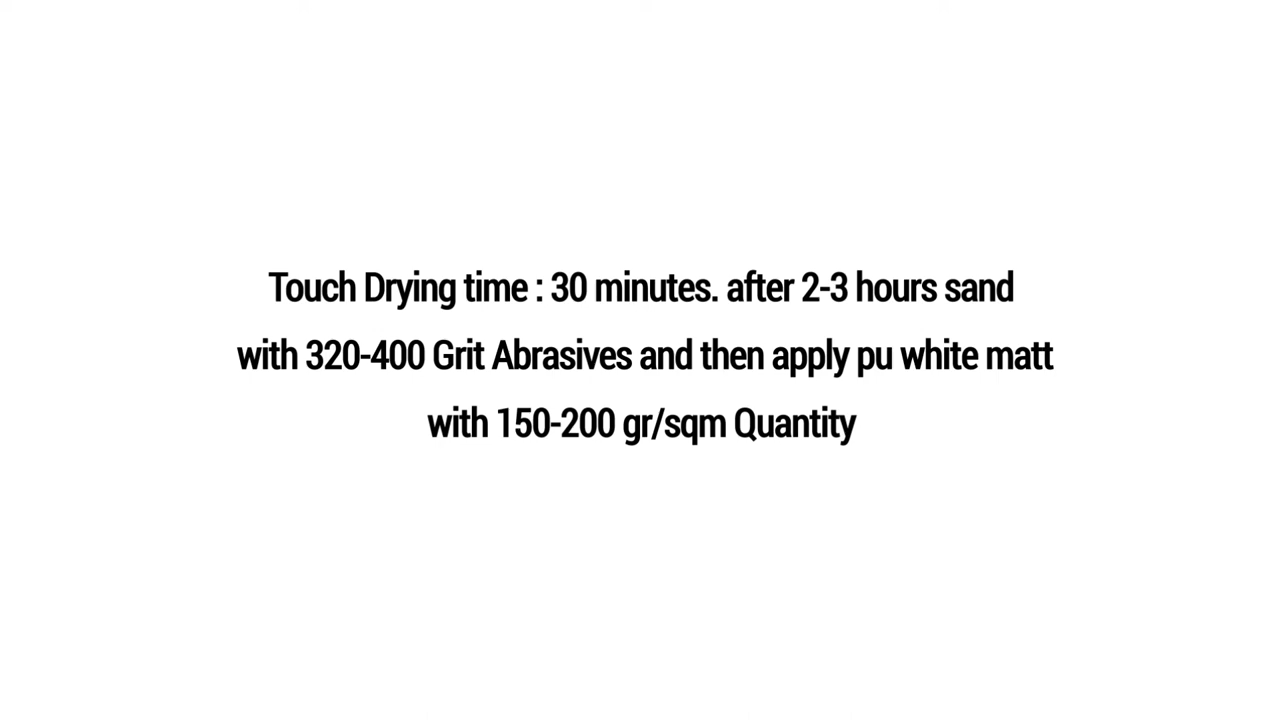 Touch Drying time : 30 minutes. after 2-3 hours sand
with 320-400 Grit Abrasives and then apply pu white matt
with 150-200 gr/sqm Quantity